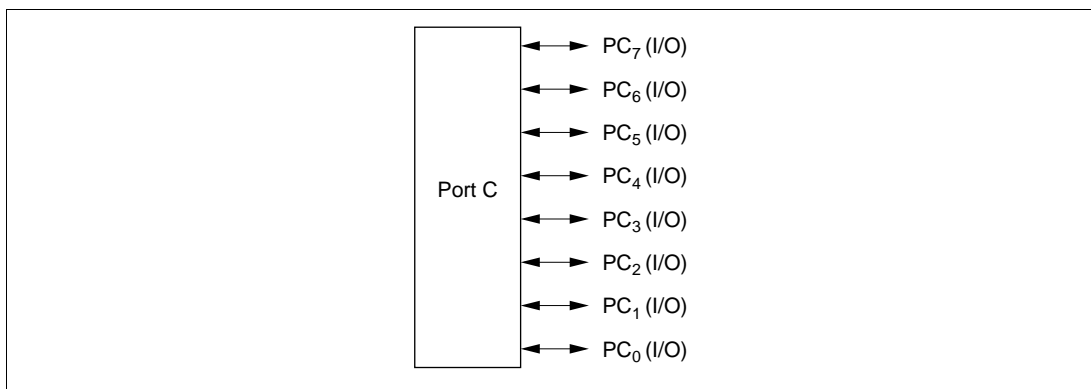 PC₇ (I/O)
PC₆ (I/O)
PC₅ (I/O)
PC₄ (I/O)
Port C
PC₃ (I/O)
PC₂ (I/O)
PC₁ (I/O)
PC₀ (I/O)